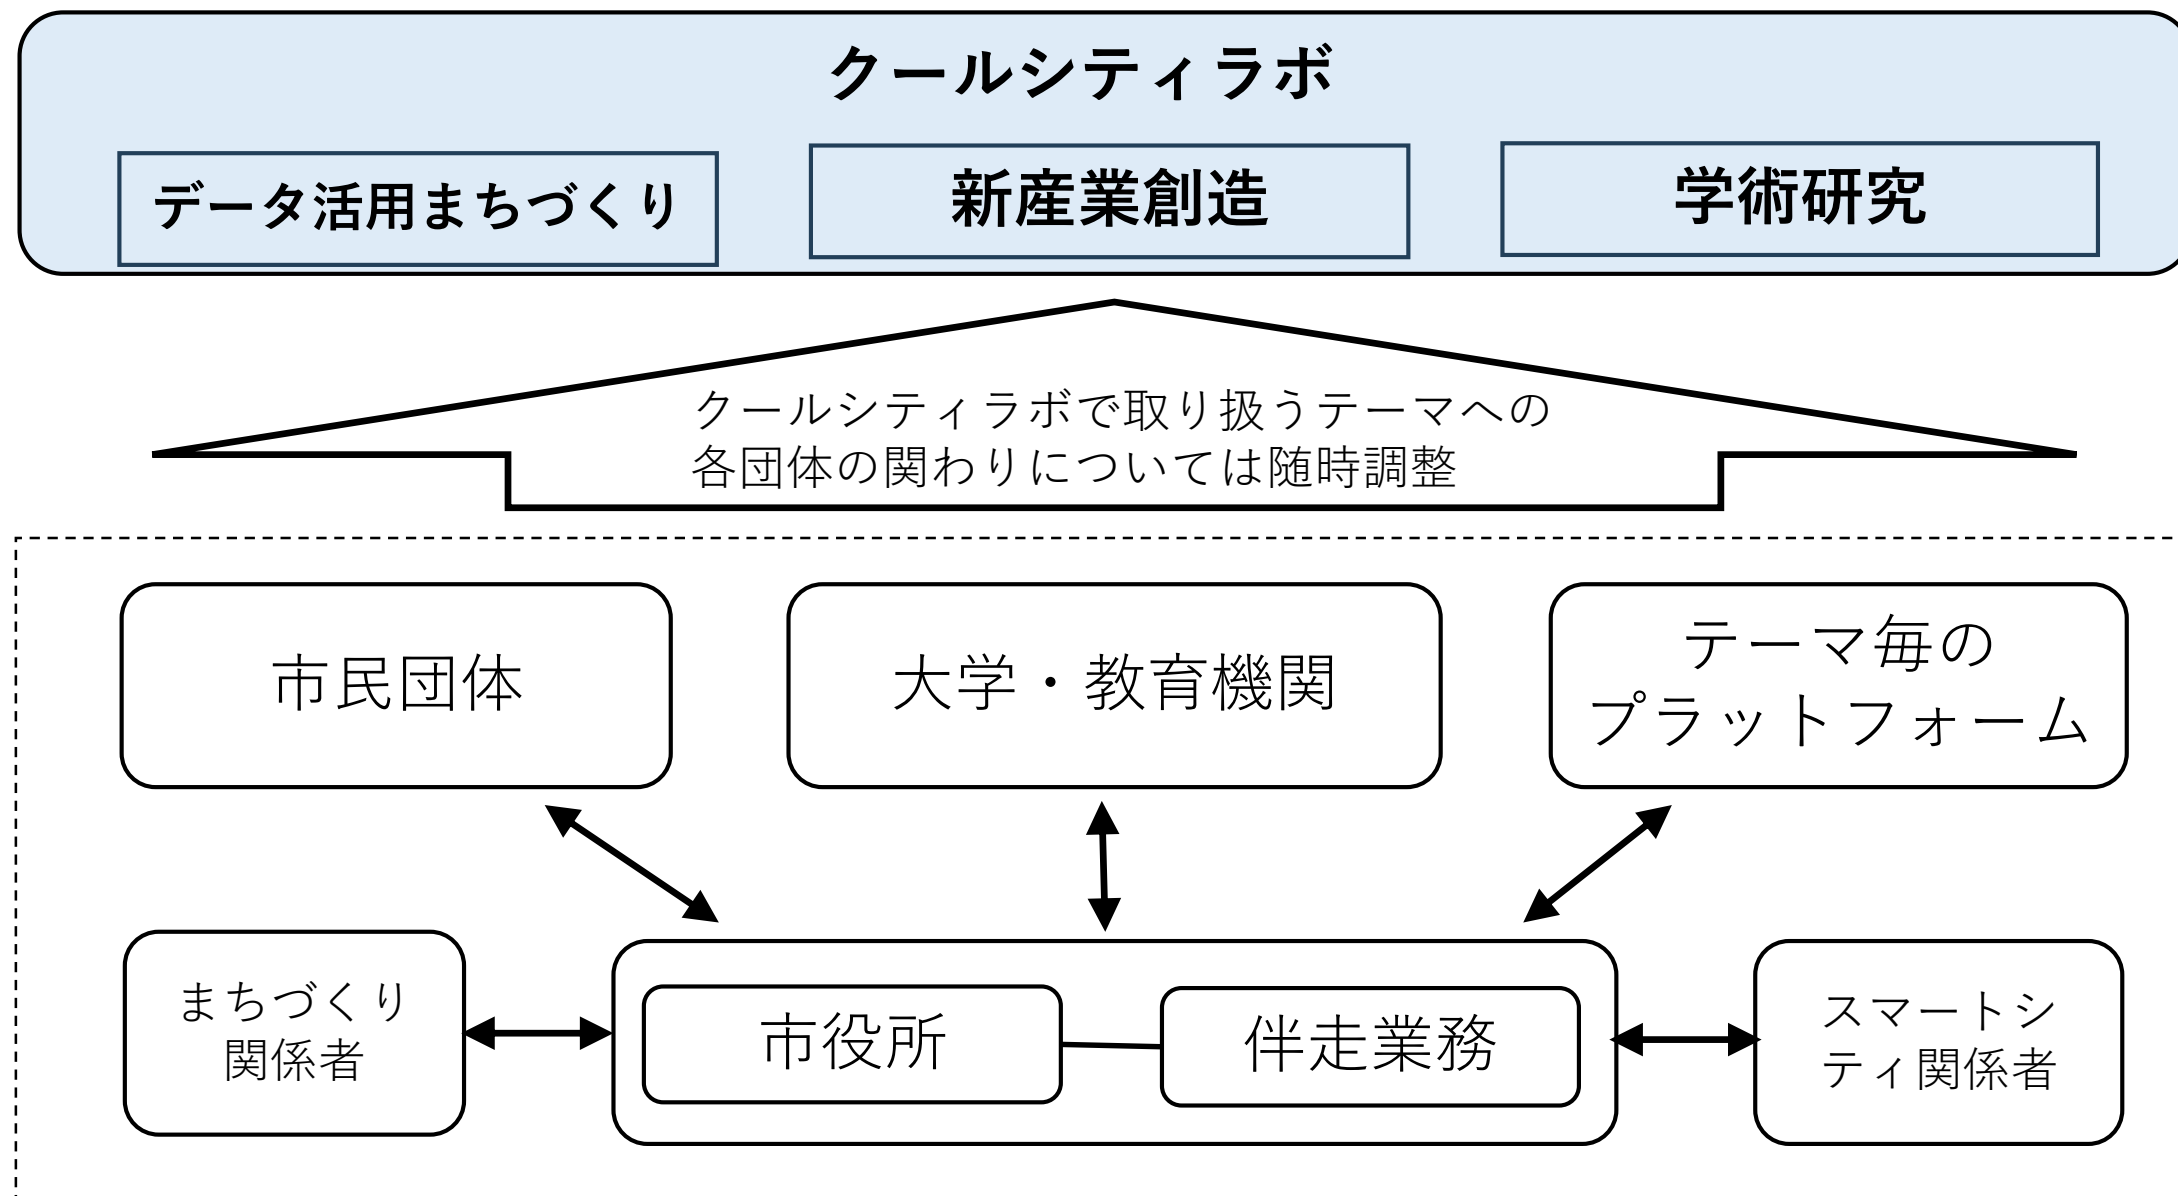 クールシティラボ
データ活用まちづくり
新産業創造
学術研究
クールシティラボで取り扱うテーマへの
各団体の関わりについては随時調整
市民団体
大学・教育機関
テーマ毎の
プラットフォーム
まちづくり
関係者
市役所
伴走業務
スマートシ
ティ関係者